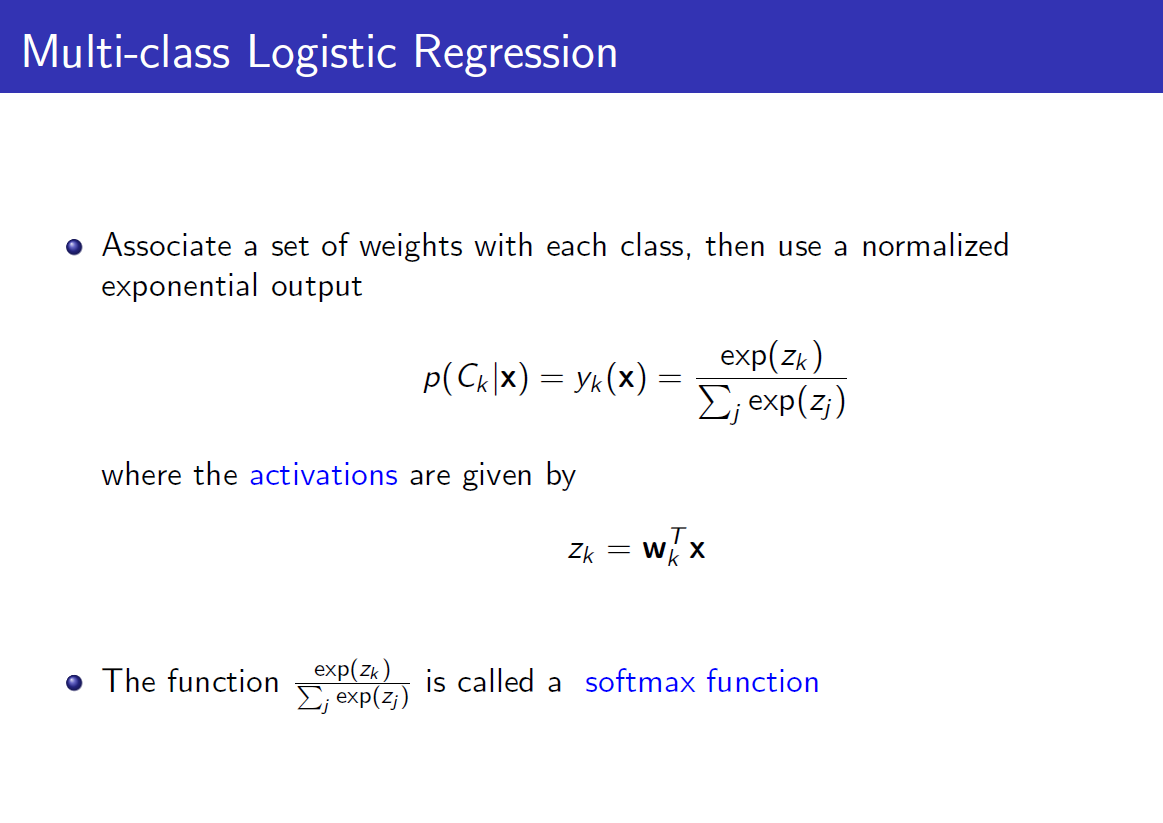 Multi-class Logistic Regression
Associate a set of weights with each class, then use a normalized
exponential output
p(C_k|x) = y_k(x) = exp(z_k) / ∑_j exp(z_j)
where the activations are given by
z_k = w_k^T x
The function exp(z_k) / ∑_j exp(z_j) is called a softmax function